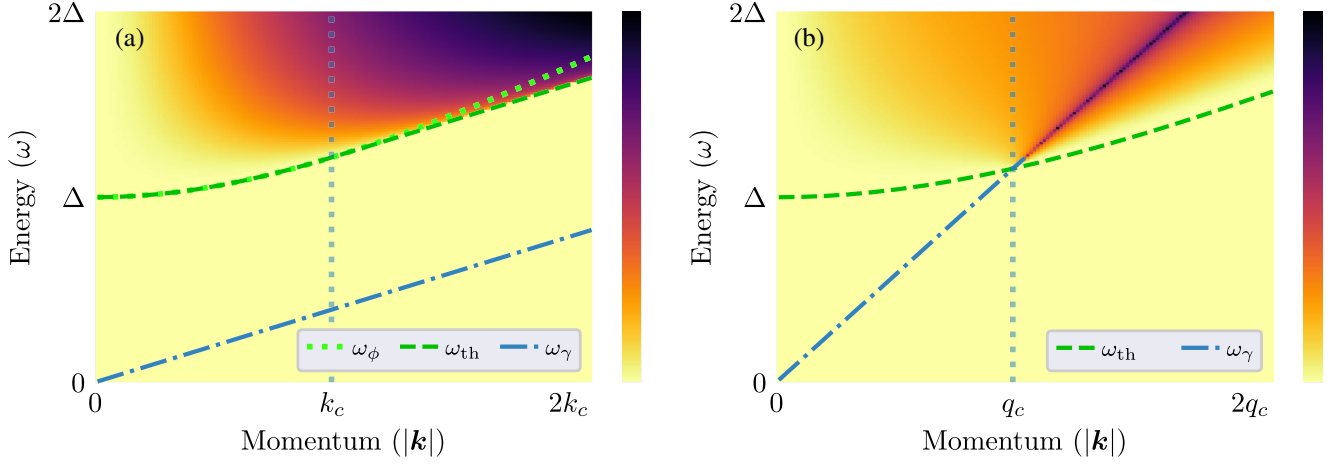 (a)
2Δ
Δ
0
Energy (ω)
0
k_c
2k_c
Momentum (|k|)
ω_ϕ
ω_th
ω_γ
(b)
2Δ
Δ
0
Energy (ω)
0
q_c
2q_c
Momentum (|k|)
ω_th
ω_γ